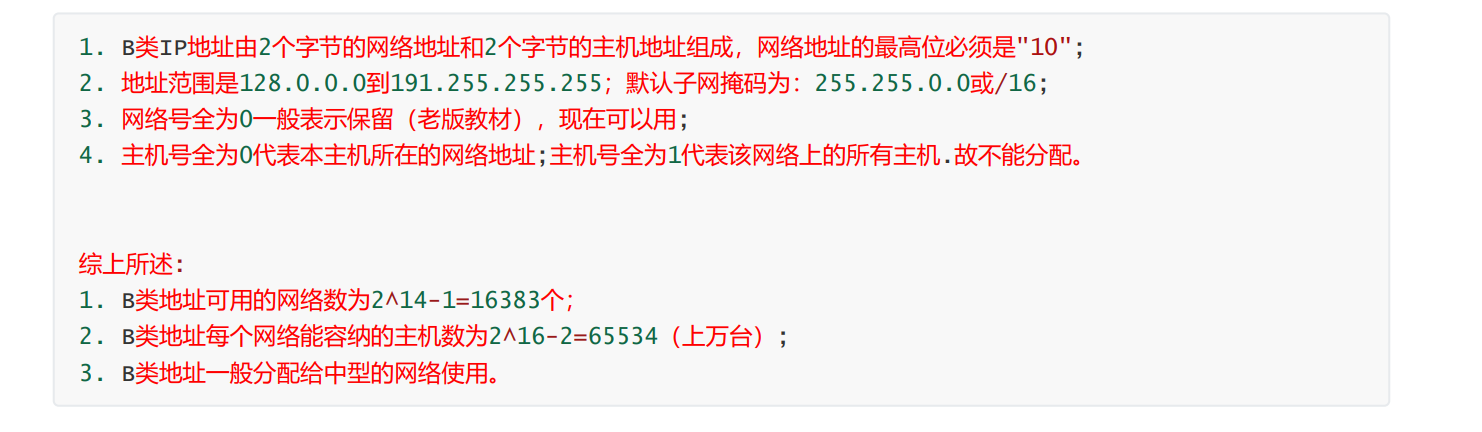 1. B类IP地址由2个字节的网络地址和2个字节的主机地址组成，网络地址的最高位必须是"10";
2. 地址范围是128.0.0.0到191.255.255.255；默认子网掩码为：255.255.0.0或/16;
3. 网络号全为0一般表示保留（老版教材），现在可以用;
4. 主机号全为0代表本主机所在的网络地址;主机号全为1代表该网络上的所有主机.故不能分配。
综上所述:
1. B类地址可用的网络数为2^14-1=16383个;
2. B类地址每个网络能容纳的主机数为2^16-2=65534（上万台）;
3. B类地址一般分配给中型的网络使用。